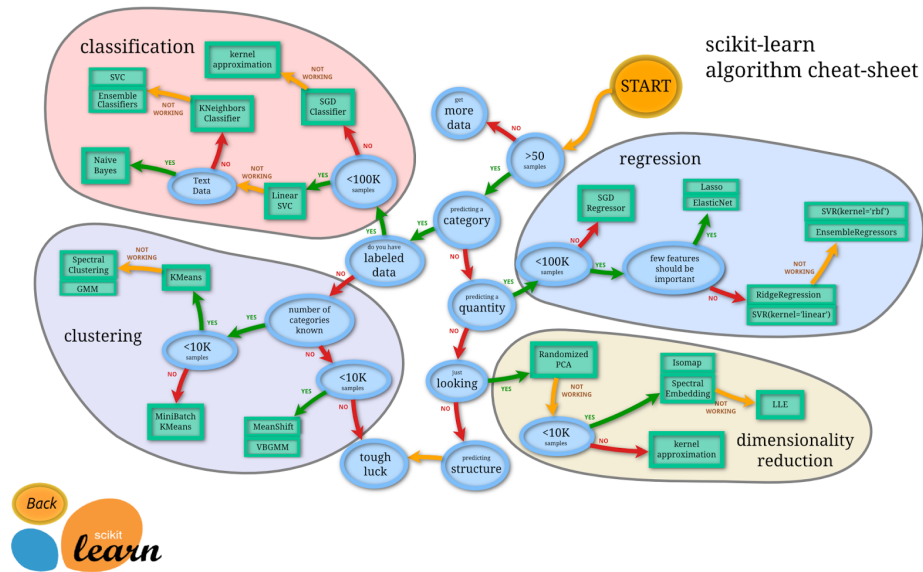 scikit-learn
algorithm cheat-sheet
START
>50
samples
NO
get
more
data
YES
predicting a
category
YES
do you have
labeled
data
NO
predicting a
quantity
YES
NO
just
looking
YES
NO
predicting
structure
tough
luck
classification
YES
<100K
samples
YES
Linear
SVC
NOT
WORKING
Text
Data
YES
Naive
Bayes
NO
KNeighbors
Classifier
NOT
WORKING
SVC
Ensemble
Classifiers
NO
SGD
Classifier
NOT
WORKING
kernel
approximation
clustering
NO
number of
categories
known
YES
<10K
samples
YES
KMeans
NOT
WORKING
Spectral
Clustering
GMM
NO
MiniBatch
KMeans
NO
<10K
samples
YES
MeanShift
VBGMM
NO
regression
<100K
samples
NO
SGD
Regressor
YES
few features
should be
important
YES
Lasso
ElasticNet
NO
RidgeRegression
SVR(kernel='linear')
NOT
WORKING
SVR(kernel='rbf')
EnsembleRegressors
dimensionality
reduction
Randomized
PCA
NOT
WORKING
<10K
samples
YES
Isomap
Spectral
Embedding
NOT
WORKING
LLE
NO
kernel
approximation
Back
scikit
learn